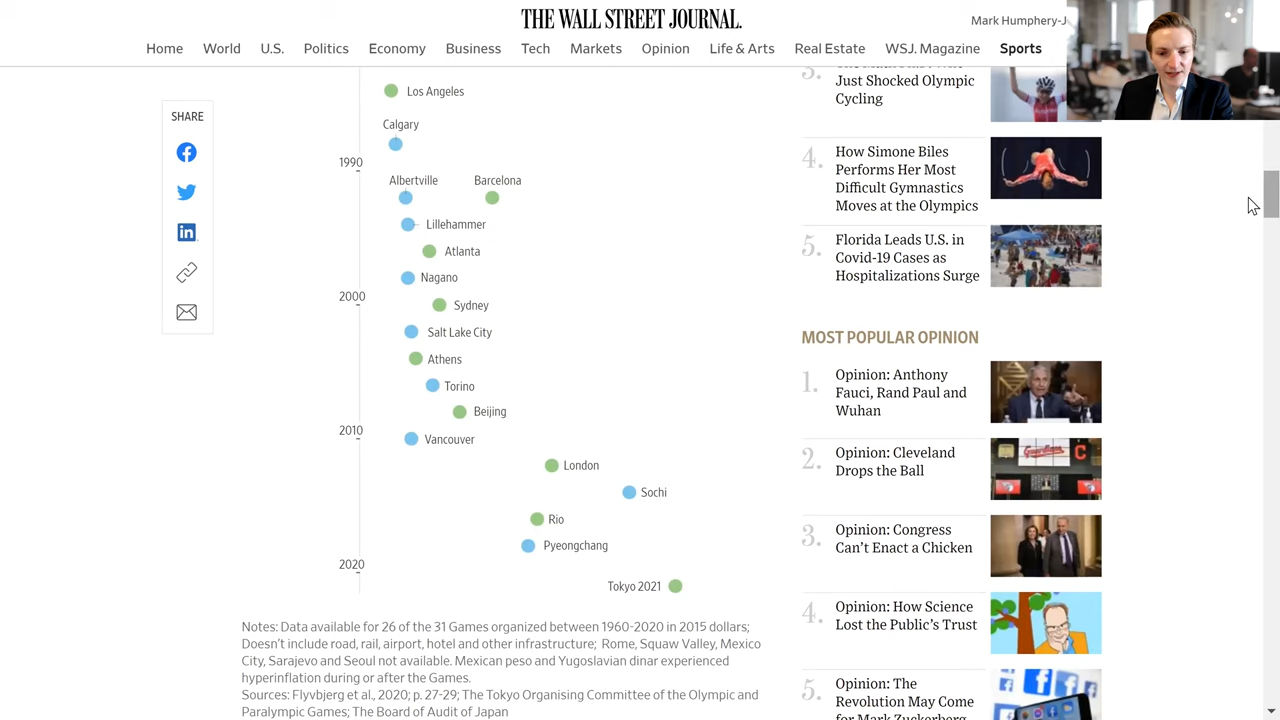 THE WALL STREET JOURNAL.
Mark Humphery-J
Home World U.S. Politics Economy Business Tech Markets Opinion Life & Arts Real Estate WSJ. Magazine Sports
SHARE
Los Angeles
Calgary
1990
Albertville Barcelona
Lillehammer
Atlanta
Nagano
2000
Sydney
Salt Lake City
Athens
Torino
Beijing
2010
Vancouver
London
Sochi
Rio
Pyeongchang
2020
Tokyo 2021
Notes: Data available for 26 of the 31 Games organized between 1960-2020 in 2015 dollars;
Doesn't include road, rail, airport, hotel and other infrastructure; Rome, Squaw Valley, Mexico
City, Sarajevo and Seoul not available. Mexican peso and Yugoslavian dinar experienced
hyperinflation during or after the Games.
Sources: Flyvbjerg et al., 2020; p. 27-29; The Tokyo Organising Committee of the Olympic and
Paralympic Games; The Board of Audit of Japan
3.
Just Shocked Olympic
Cycling
4.
How Simone Biles
Performs Her Most
Difficult Gymnastics
Moves at the Olympics
5.
Florida Leads U.S. in
Covid-19 Cases as
Hospitalizations Surge
MOST POPULAR OPINION
1.
Opinion: Anthony
Fauci, Rand Paul and
Wuhan
2.
Opinion: Cleveland
Drops the Ball
3.
Opinion: Congress
Can't Enact a Chicken
4.
Opinion: How Science
Lost the Public's Trust
5.
Opinion: The
Revolution May Come
for Mark Zuckerberg